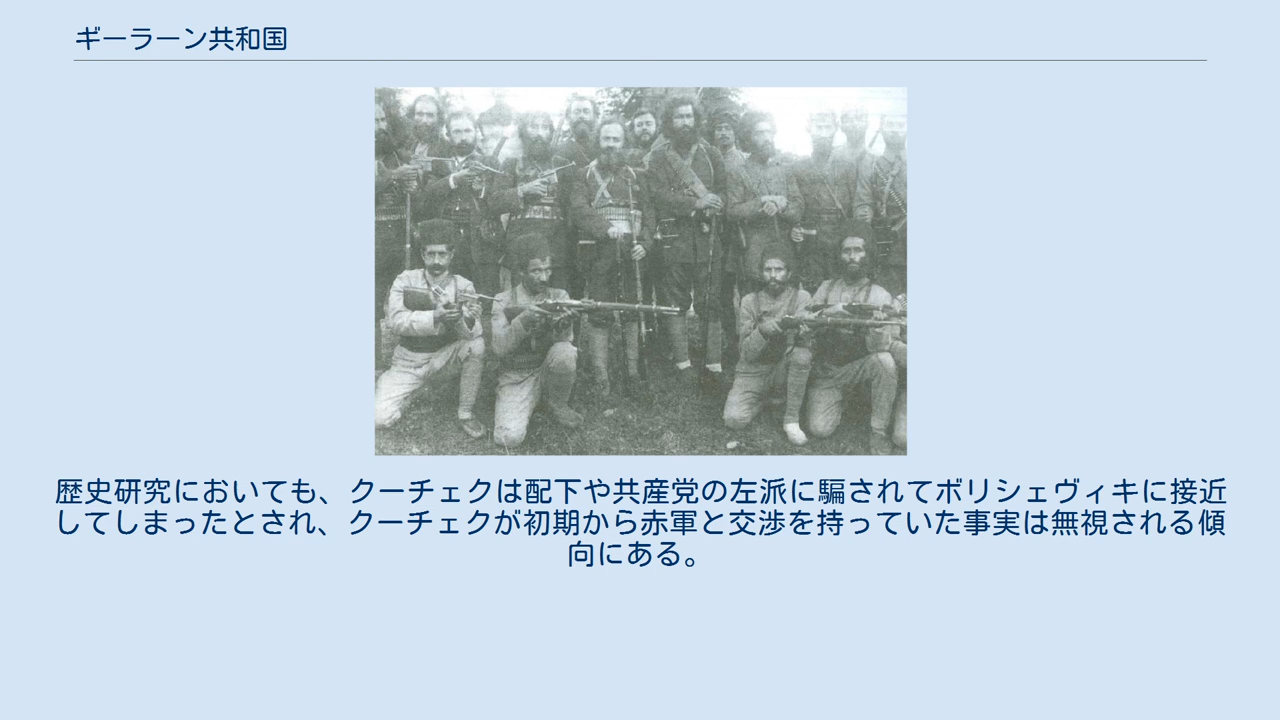 ギーラーン共和国
歴史研究においても、クーチェクは配下や共産党の左派に騙されてボリシェヴィキに接近
してしまったとされ、クーチェクが初期から赤軍と交渉を持っていた事実は無視される傾
向にある。